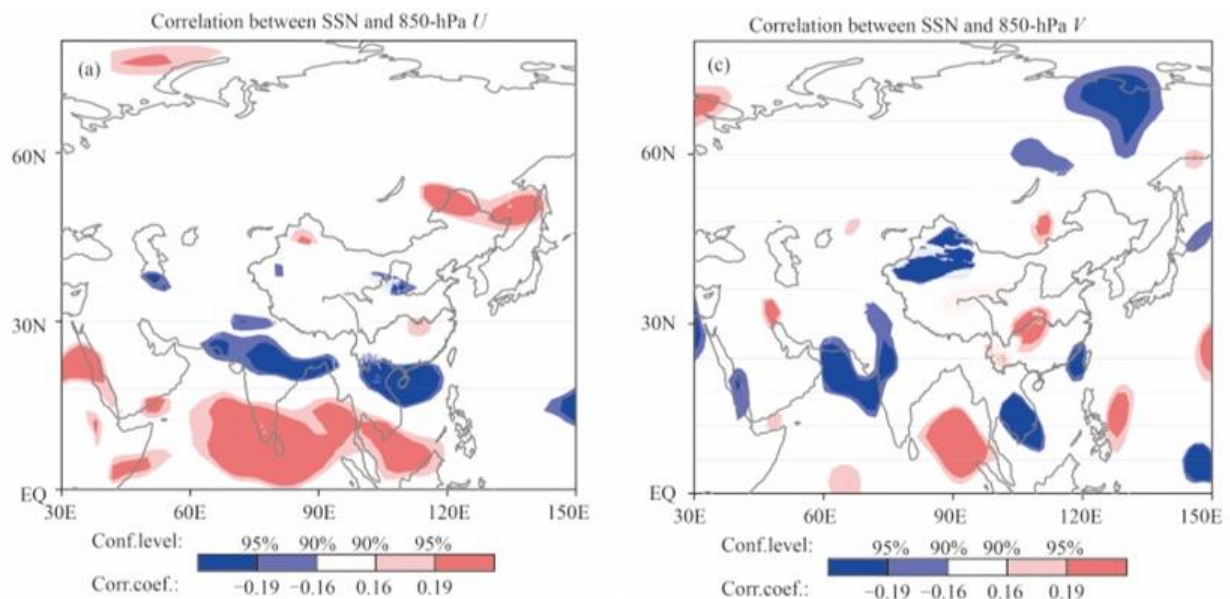 Correlation between SSN and 850-hPa U
(a)
60N
30N
EQ
30E 60E 90E 120E 150E
Conf.level: 95% 90% 90% 95%
Corr.coef.: −0.19 −0.16 0.16 0.19
Correlation between SSN and 850-hPa V
(c)
60N
30N
EQ
30E 60E 90E 120E 150E
Conf.level: 95% 90% 90% 95%
Corr.coef.: −0.19 −0.16 0.16 0.19